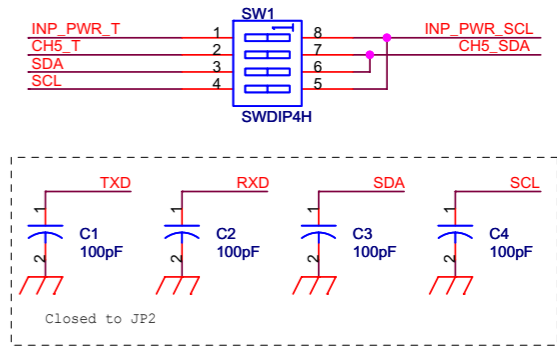 SW1
INP_PWR_T 1 8 INP_PWR_SCL
CH5_T 2 7 CH5_SDA
SDA 3 6
SCL 4 5
SWDIP4H
TXD RXD SDA SCL
1 1 1 1
C1 C2 C3 C4
100pF 100pF 100pF 100pF
2 2 2 2
Closed to JP2